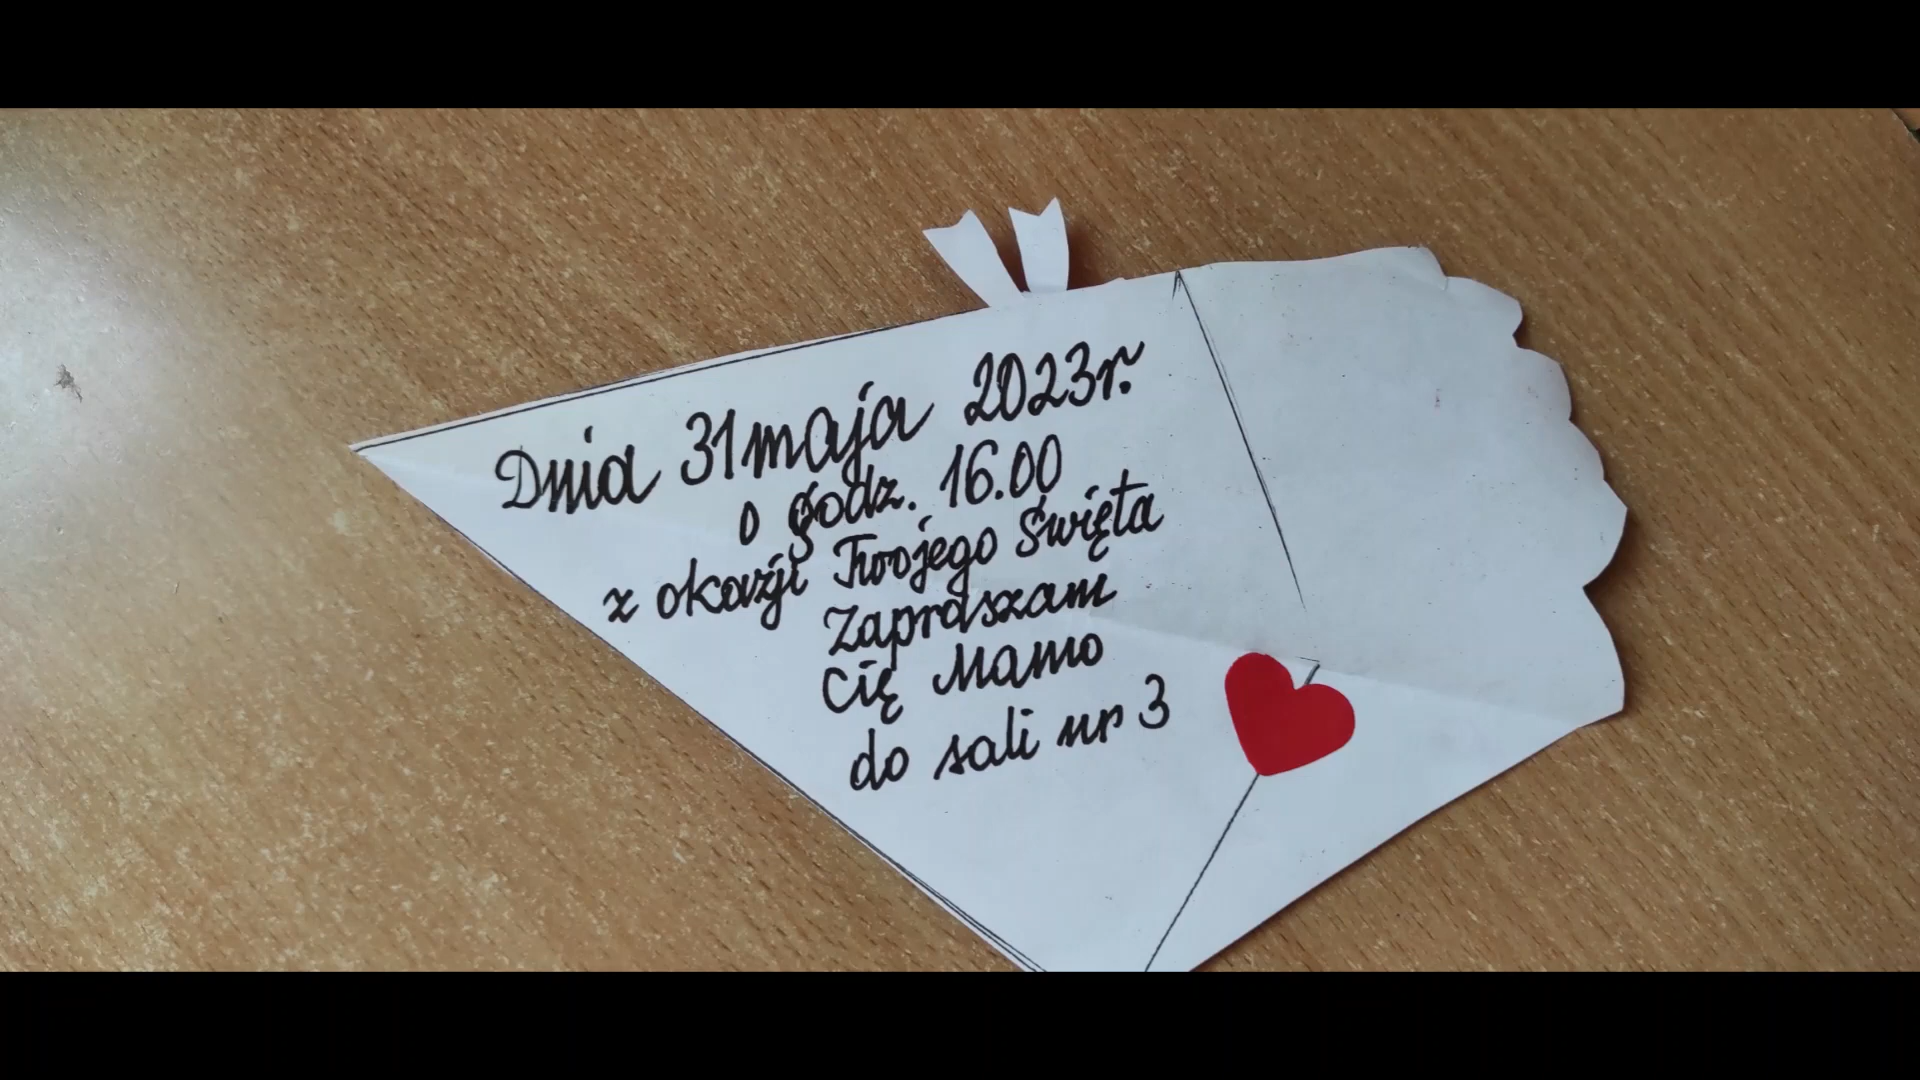 Dnia 31 maja 2023r.
o godz. 16.00
z okazji Twojego Święta
Zapraszam
Cię Mamo
do sali nr 3